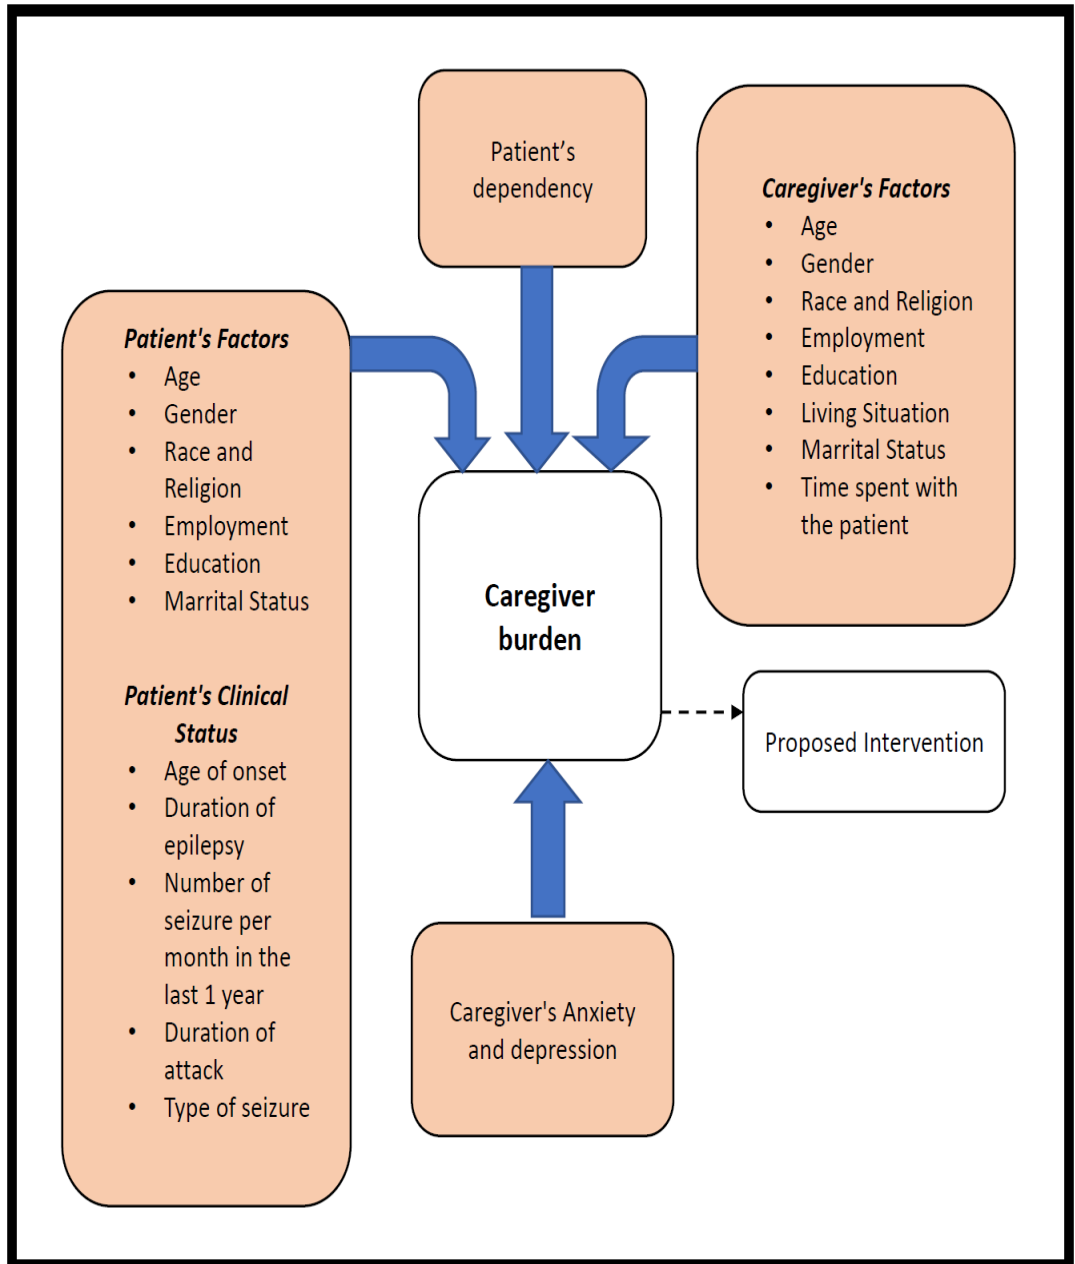 Patient's
dependency
Caregiver's Factors
• Age
• Gender
• Race and Religion
• Employment
• Education
• Living Situation
• Marrital Status
• Time spent with
the patient
Patient's Factors
• Age
• Gender
• Race and
Religion
• Employment
• Education
• Marrital Status
Patient's Clinical
Status
• Age of onset
• Duration of
epilepsy
• Number of
seizure per
month in the
last 1 year
• Duration of
attack
• Type of seizure
Caregiver
burden
Proposed Intervention
Caregiver's Anxiety
and depression